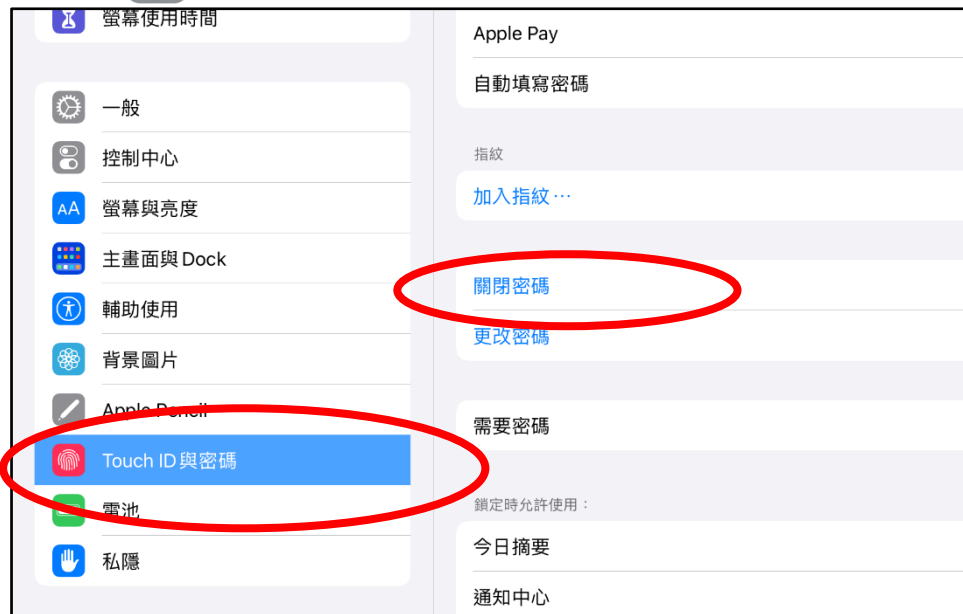 螢幕使用時間
一般
控制中心
AA
螢幕與亮度
主畫面與 Dock
輔助使用
背景圖片
Apple Pencil
Touch ID 與密碼
電池
私隱
Apple Pay
自動填寫密碼
指紋
加入指紋⋯
關閉密碼
更改密碼
需要密碼
鎖定時允許使用：
今日摘要
通知中心